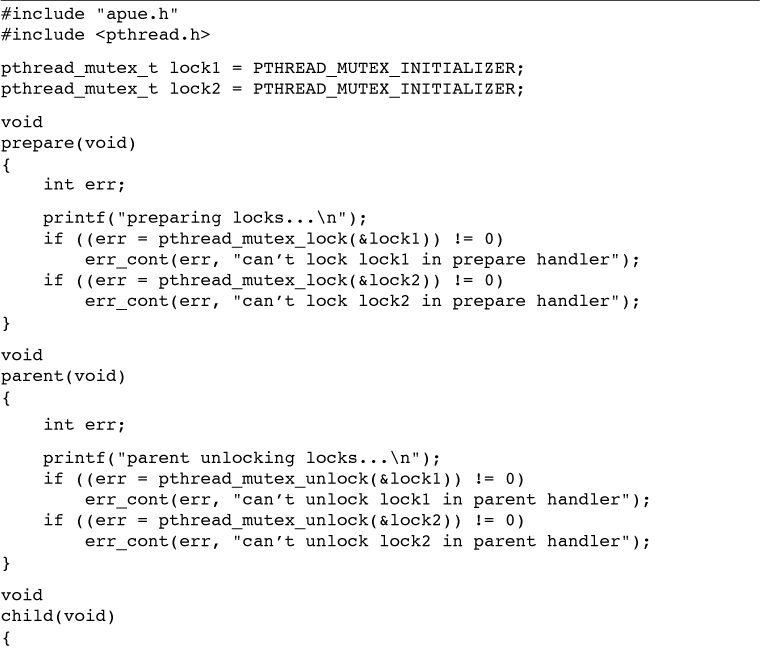 #include "apue.h"
#include <pthread.h>
pthread_mutex_t lock1 = PTHREAD_MUTEX_INITIALIZER;
pthread_mutex_t lock2 = PTHREAD_MUTEX_INITIALIZER;
void
prepare(void)
{
    int err;
    printf("preparing locks...\n");
    if ((err = pthread_mutex_lock(&lock1)) != 0)
        err_cont(err, "can’t lock lock1 in prepare handler");
    if ((err = pthread_mutex_lock(&lock2)) != 0)
        err_cont(err, "can’t lock lock2 in prepare handler");
}
void
parent(void)
{
    int err;
    printf("parent unlocking locks...\n");
    if ((err = pthread_mutex_unlock(&lock1)) != 0)
        err_cont(err, "can’t unlock lock1 in parent handler");
    if ((err = pthread_mutex_unlock(&lock2)) != 0)
        err_cont(err, "can’t unlock lock2 in parent handler");
}
void
child(void)
{